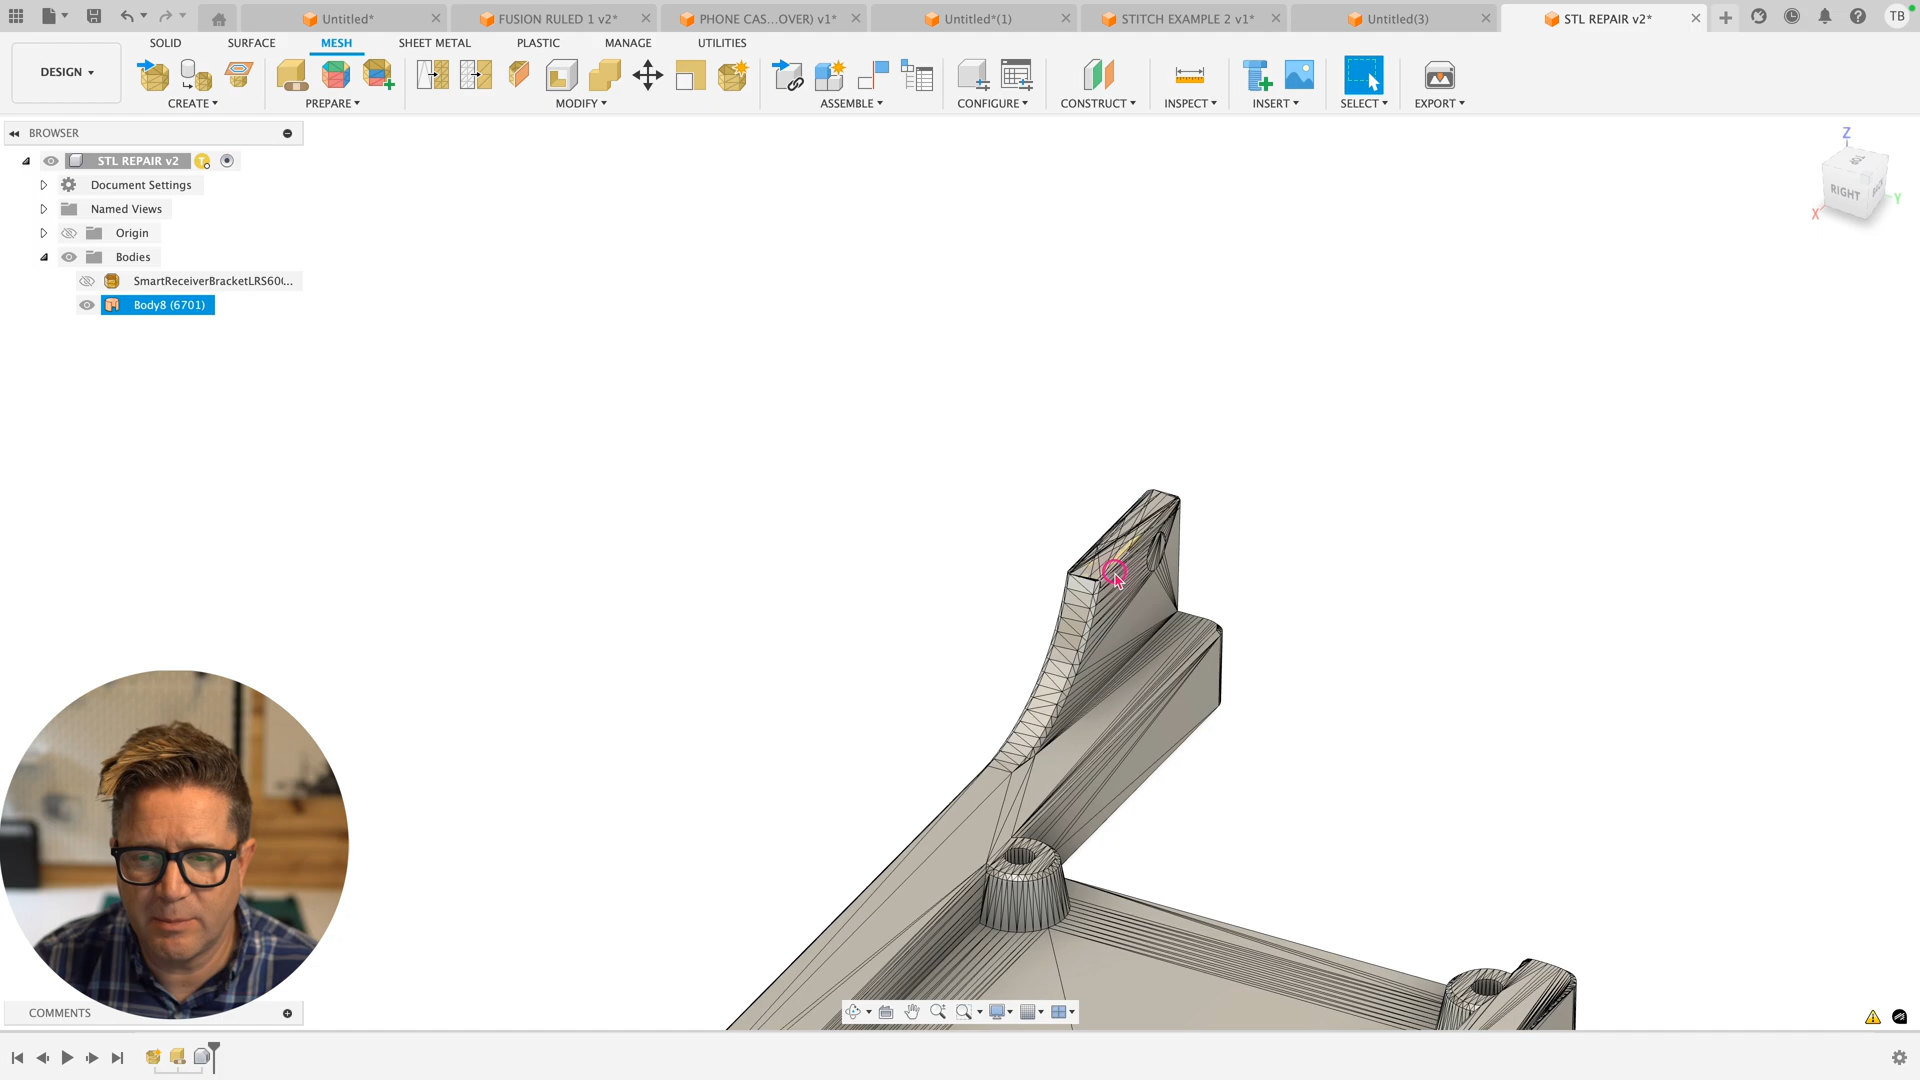 Untitled*
FUSION RULED 1 v2*
PHONE CAS...OVER) v1*
Untitled*(1)
STITCH EXAMPLE 2 v1*
Untitled(3)
STL REPAIR v2*
TB
SOLID
SURFACE
MESH
SHEET METAL
PLASTIC
MANAGE
UTILITIES
DESIGN
CREATE
PREPARE
MODIFY
ASSEMBLE
CONFIGURE
CONSTRUCT
INSPECT
INSERT
SELECT
EXPORT
BROWSER
STL REPAIR v2
Document Settings
Named Views
Origin
Bodies
SmartReceiverBracketLRS60(...
Body8 (6701)
Z
RIGHT
X
Y
COMMENTS